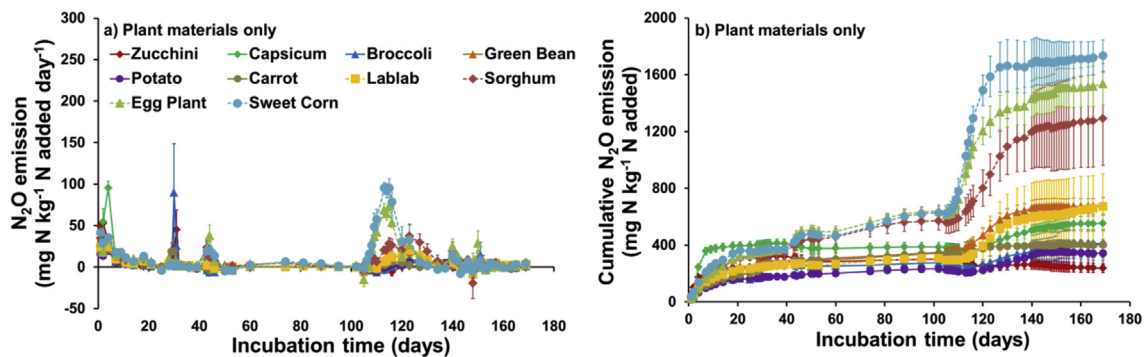 a) Plant materials only
Zucchini Capsicum Broccoli Green Bean
Potato Carrot Lablab Sorghum
Egg Plant Sweet Corn
N₂O emission
(mg N kg⁻¹ N added day⁻¹)
300
250
200
150
100
50
0
-50
0 20 40 60 80 100 120 140 160 180
Incubation time (days)
b) Plant materials only
Cumulative N₂O emission
(mg N kg⁻¹ N added)
2000
1600
1200
800
400
0
0 20 40 60 80 100 120 140 160 180
Incubation time (days)